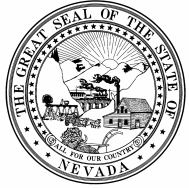 THE GREAT SEAL OF THE STATE OF
NEVADA
ALL FOR OUR COUNTRY